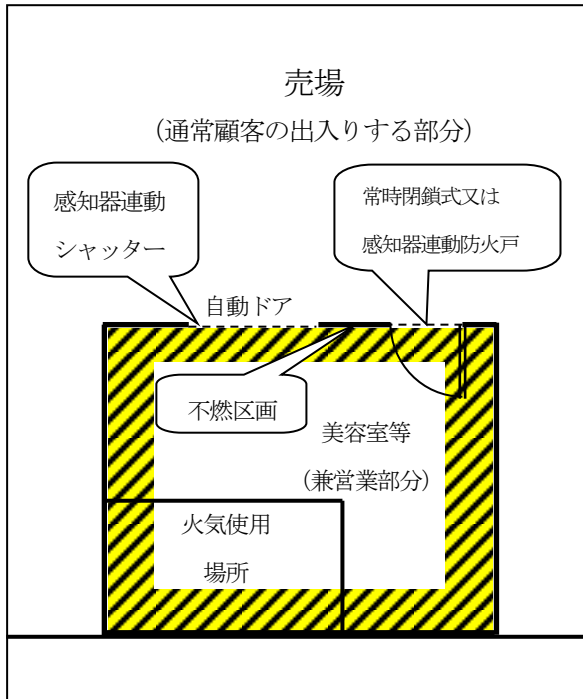 売場
(通常顧客の出入りする部分)
感知器連動
シャッター
常時閉鎖式又は
感知器連動防火戸
自動ドア
不燃区画
美容室等
(兼営業部分)
火気使用
場所